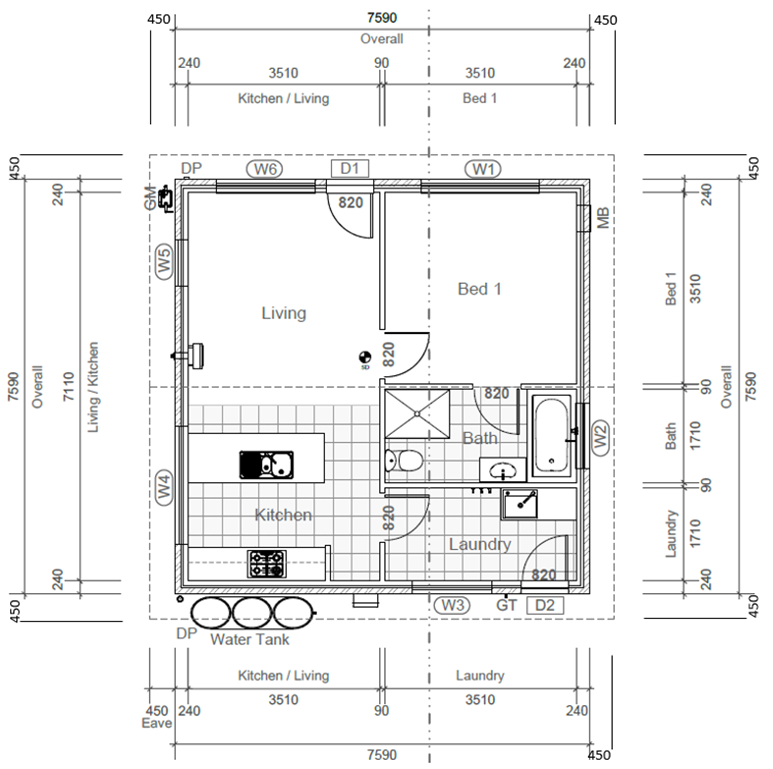 450 7590 450
Overall
240 3510 90 3510 240
Kitchen / Living Bed 1
450 450
DP W6 D1 W1
240 GM 820 MB 240
W5
Living Bed 1
Bed 1 3510
820
SD
7590 Overall 7110 Living / Kitchen
820
90 Overall 7590
Bath W2 Bath 1710
W4
90
Kitchen 820
Laundry Laundry 1710
240 820 240
450 W3 GT D2 450
DP Water Tank
Kitchen / Living Laundry
3510 3510
450 240 90 240
Eave
7590 450